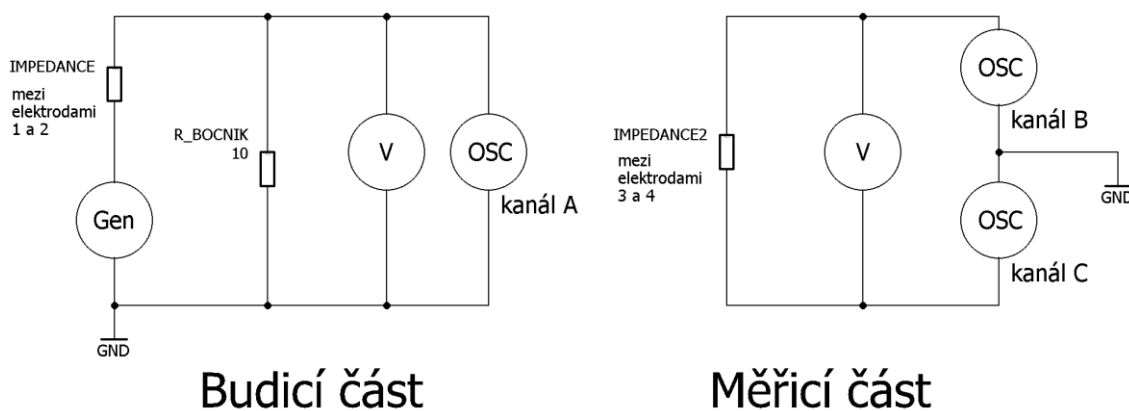 IMPEDANCE
mezi
elektrodami
1 a 2
Gen
GND
R_BOCNIK
10
V
OSC
kanál A
Budicí část
IMPEDANCE2
mezi
elektrodami
3 a 4
V
OSC
kanál B
OSC
kanál C
GND
Měřicí část